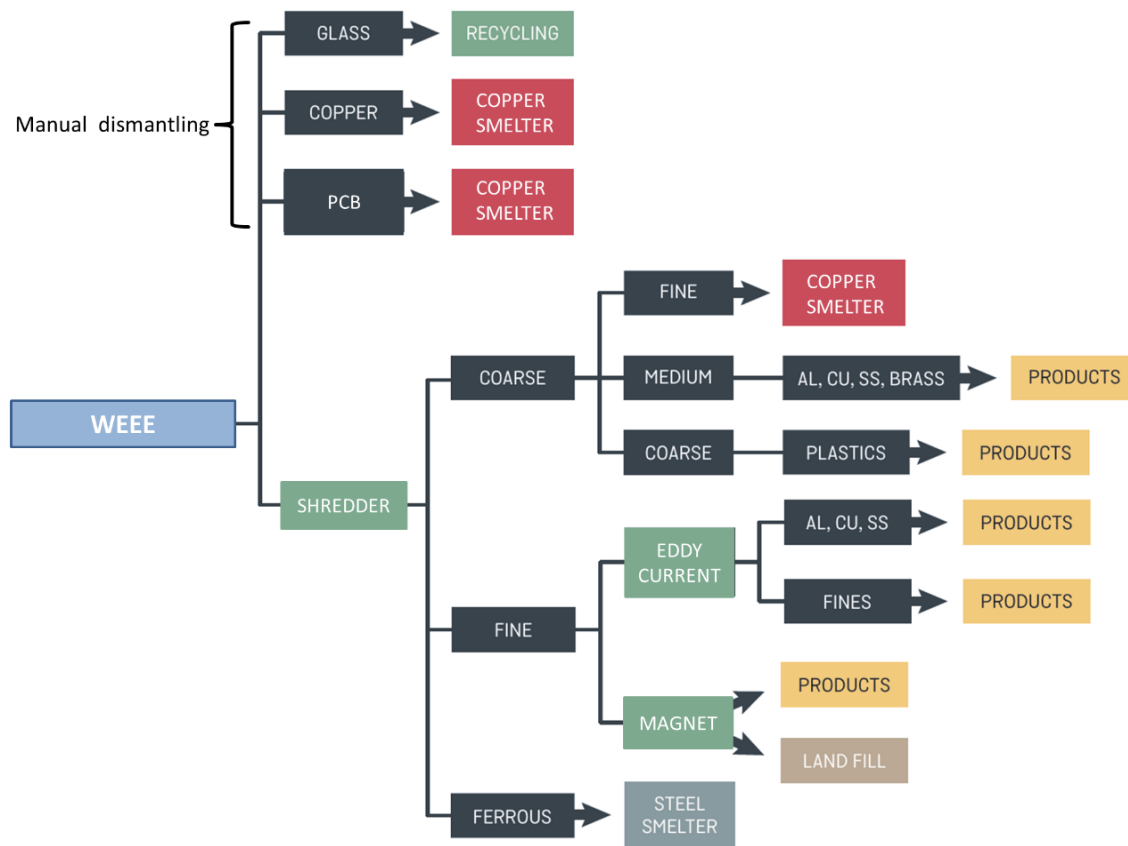 GLASS
RECYCLING
Manual dismantling
COPPER
COPPER
SMELTER
PCB
COPPER
SMELTER
FINE
COPPER
SMELTER
COARSE
MEDIUM
AL, CU, SS, BRASS
PRODUCTS
WEEE
COARSE
PLASTICS
PRODUCTS
SHREDDER
AL, CU, SS
PRODUCTS
EDDY
CURRENT
FINES
PRODUCTS
FINE
PRODUCTS
MAGNET
LAND FILL
FERROUS
STEEL
SMELTER